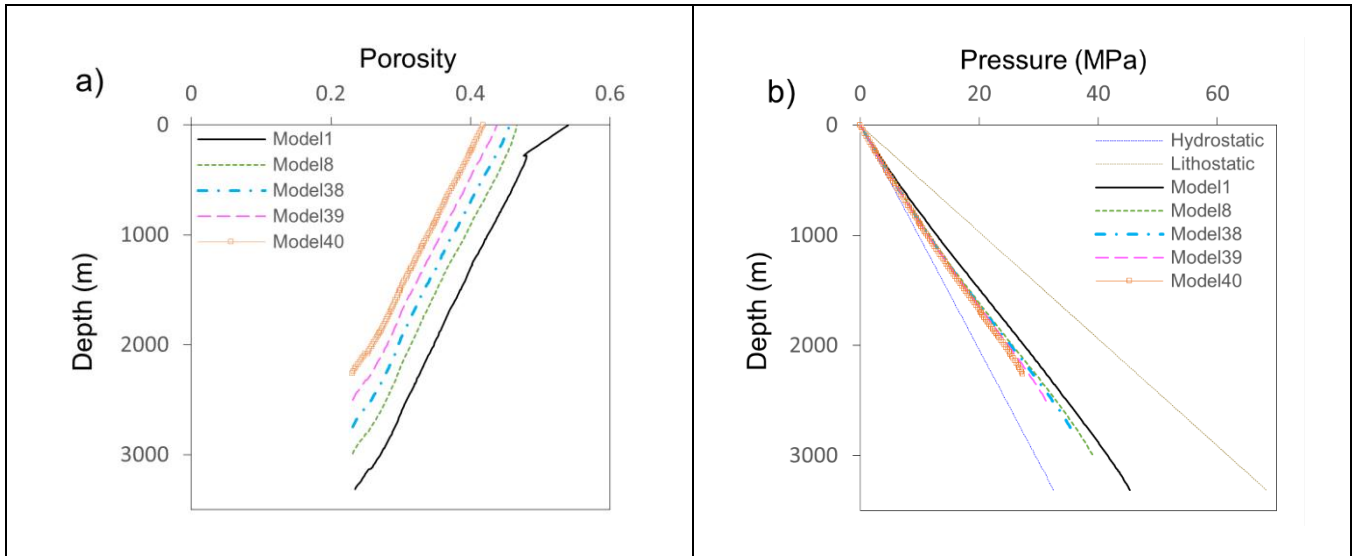 a)
Porosity
0 0.2 0.4 0.6
0
1000
2000
3000
Depth (m)
Model1
Model8
Model38
Model39
Model40
b)
Pressure (MPa)
0 20 40 60
0
1000
2000
3000
Depth (m)
Hydrostatic
Lithostatic
Model1
Model8
Model38
Model39
Model40